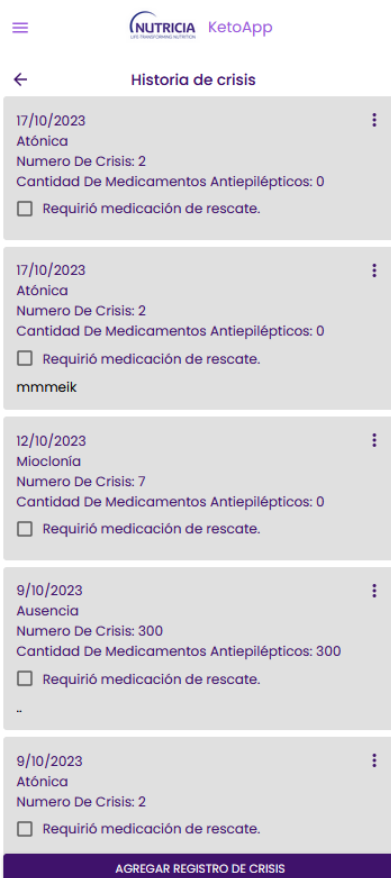 NUTRICIA KetoApp
LIFE-TRANSFORMING NUTRITION
Historia de crisis
17/10/2023
Atónica
Numero De Crisis: 2
Cantidad De Medicamentos Antiepilépticos: 0
Requirió medicación de rescate.
17/10/2023
Atónica
Numero De Crisis: 2
Cantidad De Medicamentos Antiepilépticos: 0
Requirió medicación de rescate.
mmmeik
12/10/2023
Mioclonía
Numero De Crisis: 7
Cantidad De Medicamentos Antiepilépticos: 0
Requirió medicación de rescate.
9/10/2023
Ausencia
Numero De Crisis: 300
Cantidad De Medicamentos Antiepilépticos: 300
Requirió medicación de rescate.
..
9/10/2023
Atónica
Numero De Crisis: 2
Requirió medicación de rescate.
AGREGAR REGISTRO DE CRISIS